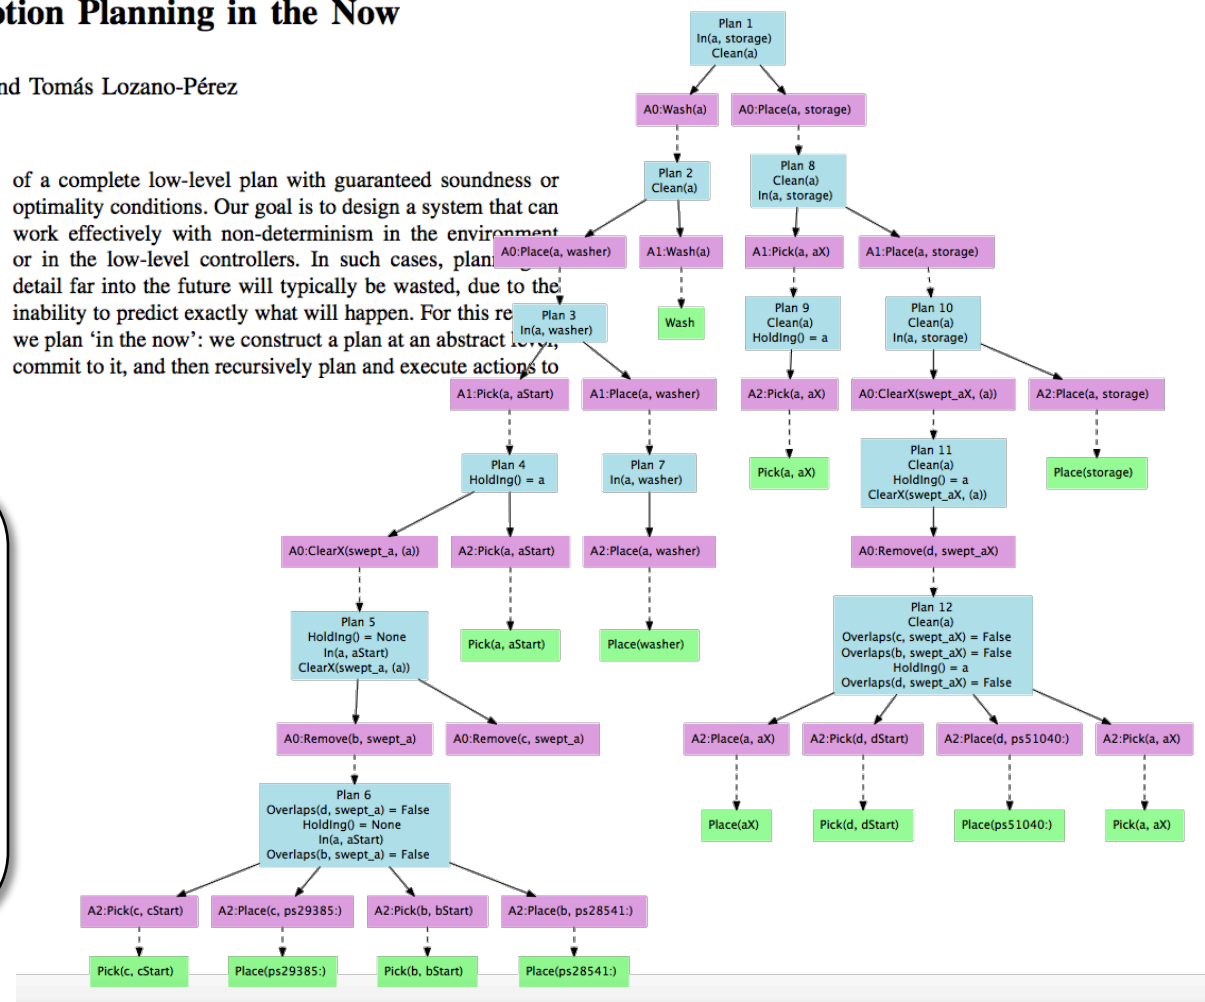 otion Planning in the Now
nd Tomás Lozano-Pérez
of a complete low-level plan with guaranteed soundness or
optimality conditions. Our goal is to design a system that can
work effectively with non-determinism in the environment
or in the low-level controllers. In such cases, plan
detail far into the future will typically be wasted, due to the
inability to predict exactly what will happen. For this re
we plan ‘in the now’: we construct a plan at an abstract level,
commit to it, and then recursively plan and execute actions to
Plan 1
In(a, storage)
Clean(a)
A0:Wash(a)
A0:Place(a, storage)
Plan 2
Clean(a)
Plan 8
Clean(a)
In(a, storage)
A0:Place(a, washer)
A1:Wash(a)
A1:Pick(a, aX)
A1:Place(a, storage)
Plan 3
In(a, washer)
Wash
Plan 9
Clean(a)
HoldIng() = a
Plan 10
Clean(a)
In(a, storage)
A1:Pick(a, aStart)
A1:Place(a, washer)
A2:Pick(a, aX)
A0:ClearX(swept_aX, (a))
A2:Place(a, storage)
Plan 4
HoldIng() = a
Plan 7
In(a, washer)
Pick(a, aX)
Plan 11
Clean(a)
HoldIng() = a
ClearX(swept_aX, (a))
Place(storage)
A0:ClearX(swept_a, (a))
A2:Pick(a, aStart)
A2:Place(a, washer)
A0:Remove(d, swept_aX)
Plan 5
HoldIng() = None
In(a, aStart)
ClearX(swept_a, (a))
Pick(a, aStart)
Place(washer)
Plan 12
Clean(a)
Overlaps(c, swept_aX) = False
Overlaps(b, swept_aX) = False
HoldIng() = a
Overlaps(d, swept_aX) = False
A0:Remove(b, swept_a)
A0:Remove(c, swept_a)
A2:Place(a, aX)
A2:Pick(d, dStart)
A2:Place(d, ps51040:)
A2:Pick(a, aX)
Plan 6
Overlaps(d, swept_a) = False
HoldIng() = None
In(a, aStart)
Overlaps(b, swept_a) = False
Place(aX)
Pick(d, dStart)
Place(ps51040:)
Pick(a, aX)
A2:Pick(c, cStart)
A2:Place(c, ps29385:)
A2:Pick(b, bStart)
A2:Place(b, ps28541:)
Pick(c, cStart)
Place(ps29385:)
Pick(b, bStart)
Place(ps28541:)